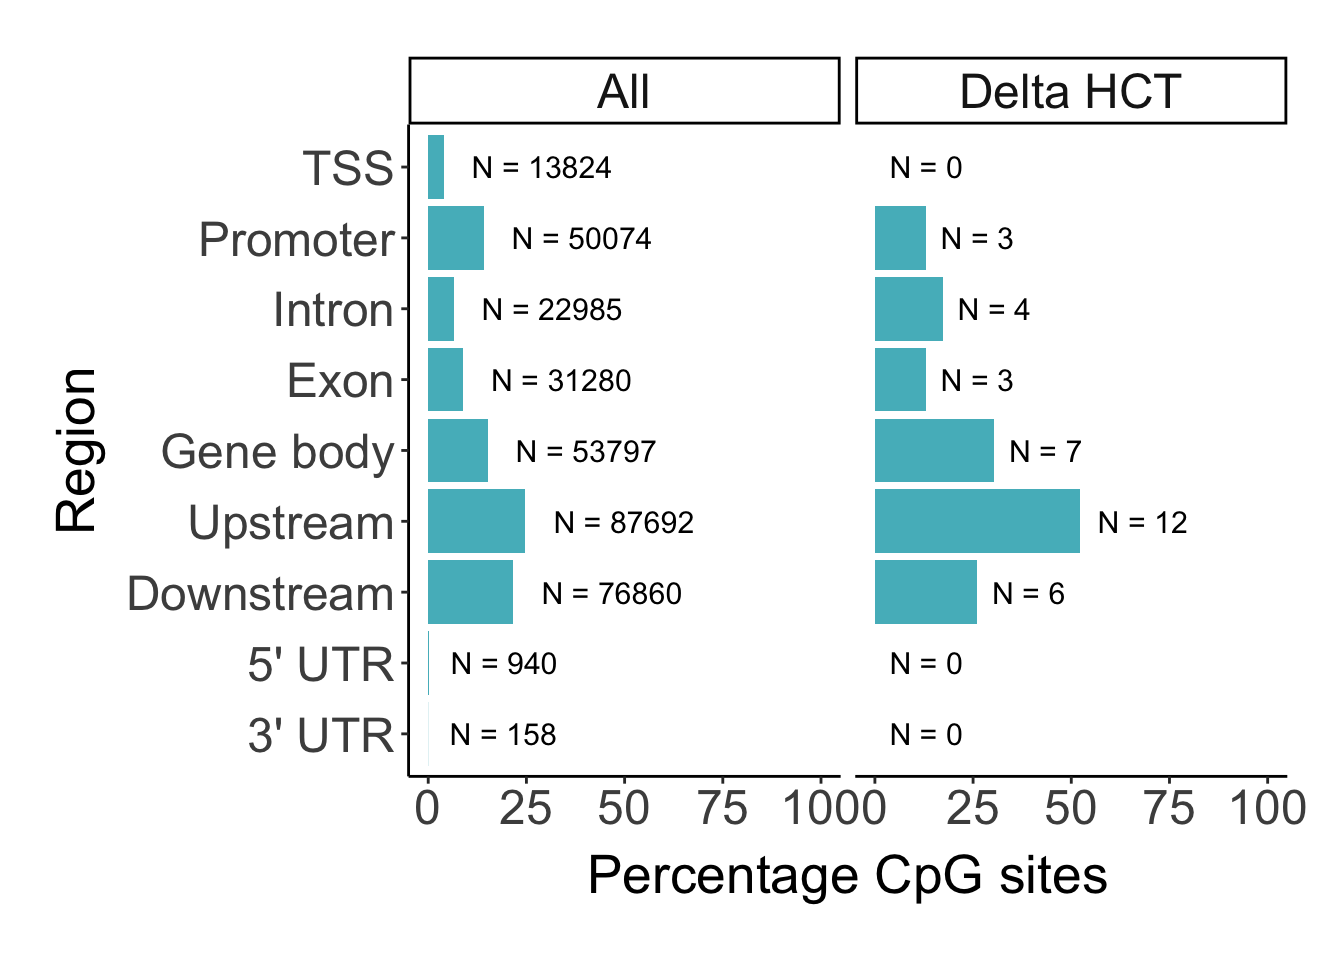 All
Delta HCT
Region
TSS
N = 13824
N = 0
Promoter
N = 50074
N = 3
Intron
N = 22985
N = 4
Exon
N = 31280
N = 3
Gene body
N = 53797
N = 7
Upstream
N = 87692
N = 12
Downstream
N = 76860
N = 6
5' UTR
N = 940
N = 0
3' UTR
N = 158
N = 0
0 25 50 75 100
0 25 50 75 100
Percentage CpG sites